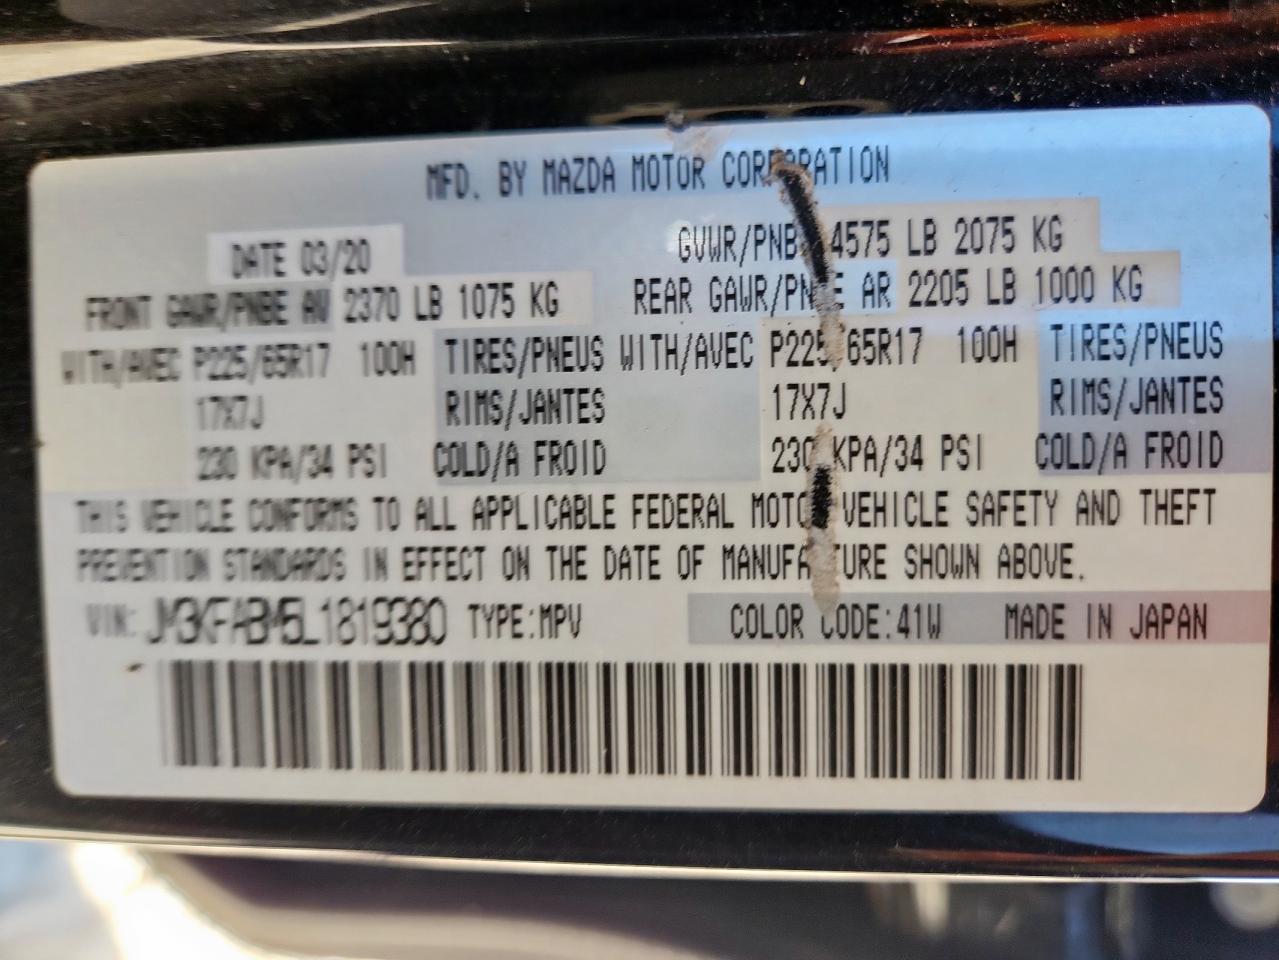 MFD. BY MAZDA MOTOR CORPORATION
DATE 03/20 GVWR/PNBV 4575 LB 2075 KG
FRONT GAWR/PNBE AV 2370 LB 1075 KG REAR GAWR/PNBE AR 2205 LB 1000 KG
WITH/AVEC P225/65R17 100H TIRES/PNEUS WITH/AVEC P225/65R17 100H TIRES/PNEUS
17X7J RIMS/JANTES 17X7J RIMS/JANTES
230 KPA/34 PSI COLD/A FROID 230 KPA/34 PSI COLD/A FROID
THIS VEHICLE CONFORMS TO ALL APPLICABLE FEDERAL MOTOR VEHICLE SAFETY AND THEFT
PREVENTION STANDARDS IN EFFECT ON THE DATE OF MANUFACTURE SHOWN ABOVE.
VIN: JM3KFABM5L1819380 TYPE:MPV COLOR CODE:41W MADE IN JAPAN